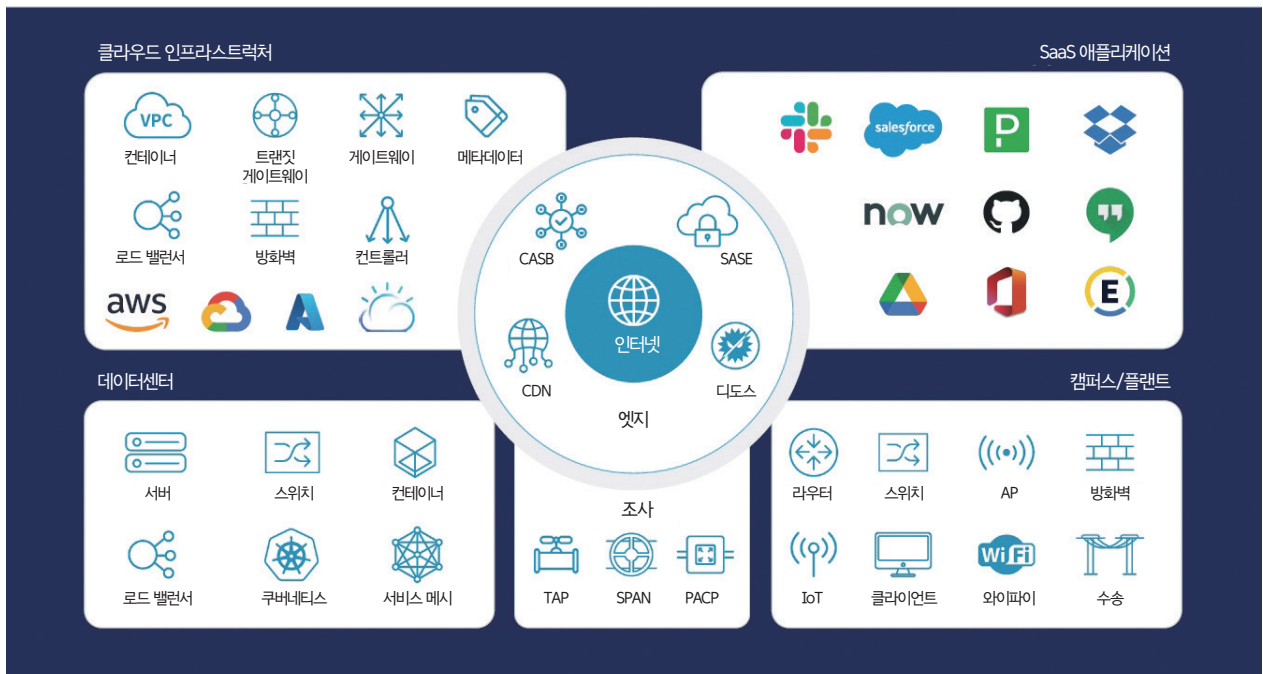 클라우드 인프라스트럭처
VPC
컨테이너
트랜짓
게이트웨이
게이트웨이
메타데이터
로드 밸런서
방화벽
컨트롤러
aws
SaaS 애플리케이션
salesforce
P
now
E
CASB
SASE
인터넷
CDN
디도스
엣지
데이터센터
서버
스위치
컨테이너
로드 밸런서
쿠버네티스
서비스 메시
조사
TAP
SPAN
PACP
캠퍼스/플랜트
라우터
스위치
AP
방화벽
IoT
클라이언트
WiFi
와이파이
수송